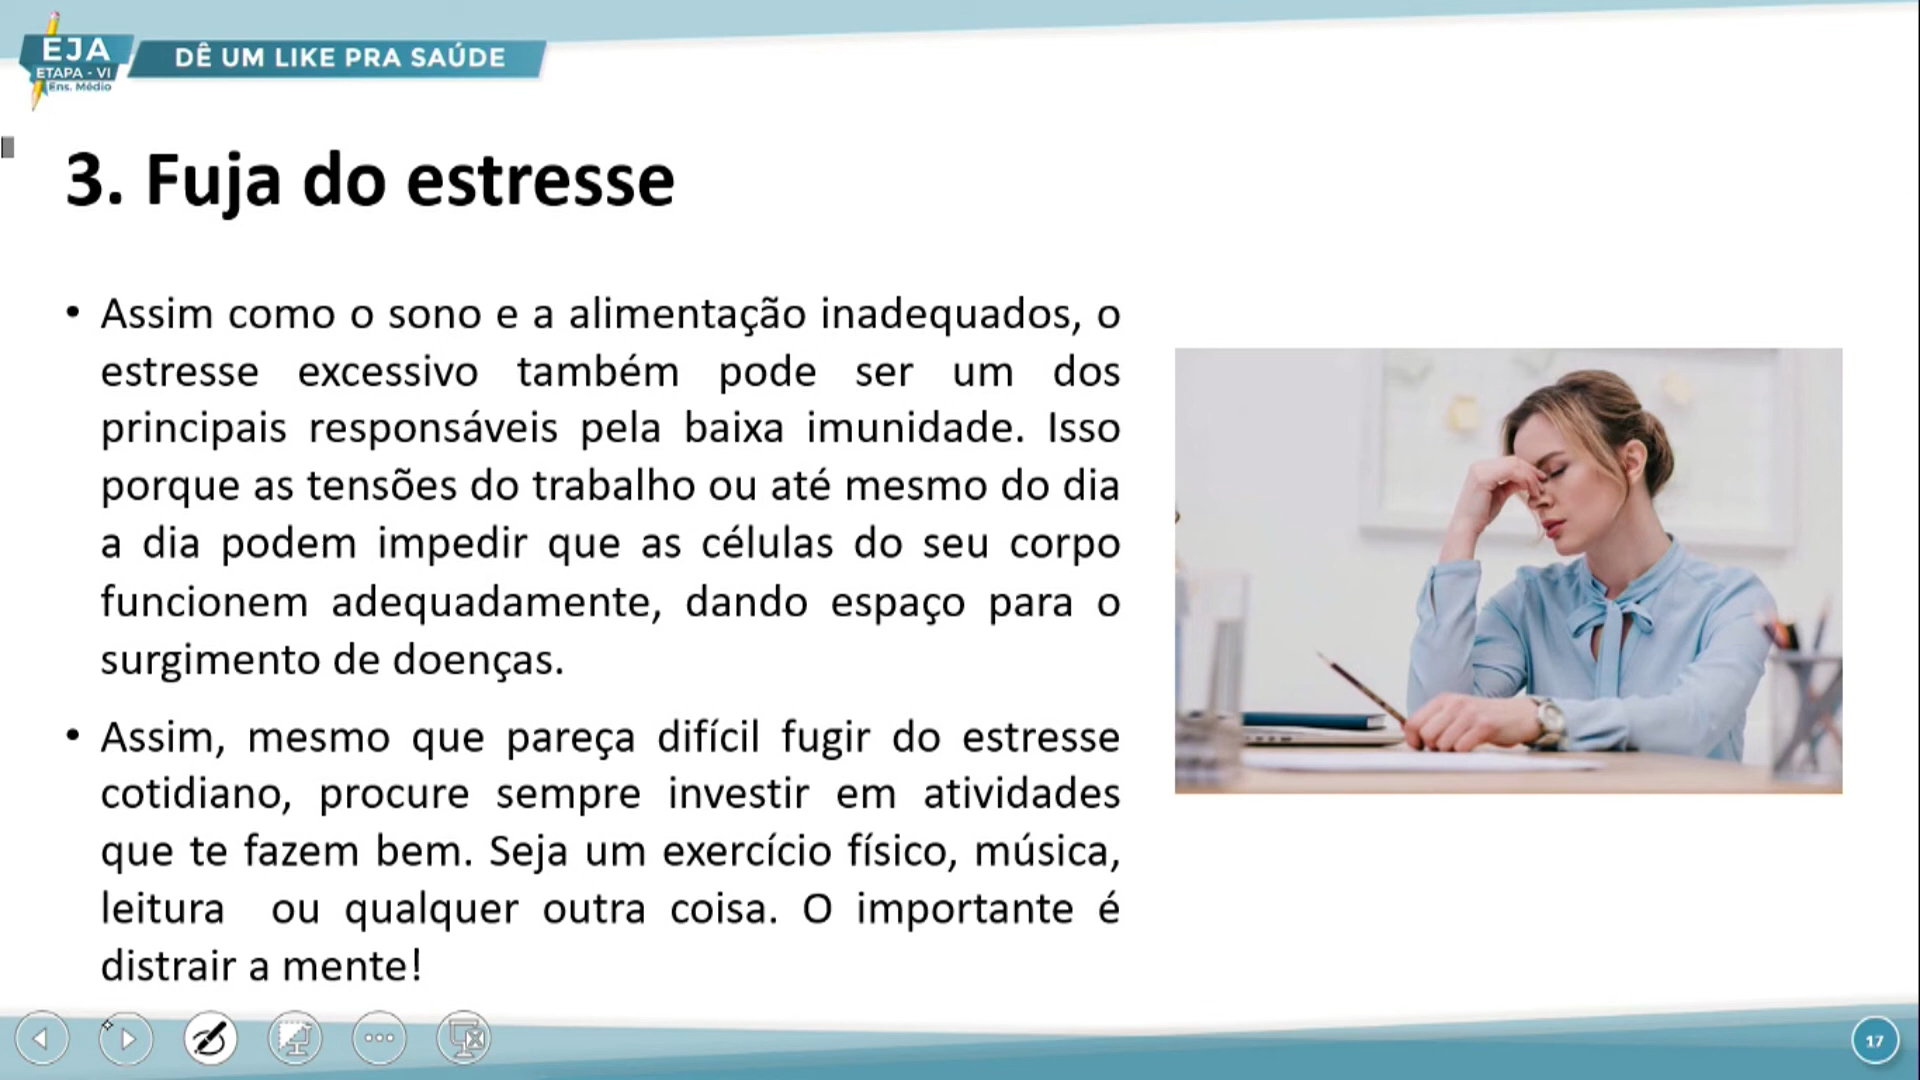 EJA
ETAPA - VI
Ens. Médio
DÊ UM LIKE PRA SAÚDE
3. Fuja do estresse
• Assim como o sono e a alimentação inadequados, o
estresse excessivo também pode ser um dos
principais responsáveis pela baixa imunidade. Isso
porque as tensões do trabalho ou até mesmo do dia
a dia podem impedir que as células do seu corpo
funcionem adequadamente, dando espaço para o
surgimento de doenças.
• Assim, mesmo que pareça difícil fugir do estresse
cotidiano, procure sempre investir em atividades
que te fazem bem. Seja um exercício físico, música,
leitura ou qualquer outra coisa. O importante é
distrair a mente!
17